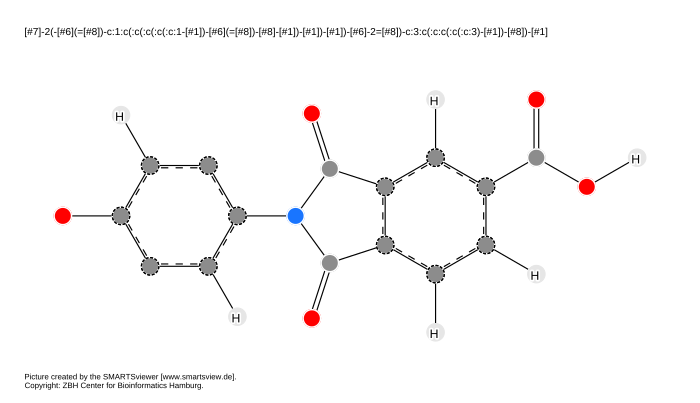 [#7]-2(-[#6](=[#8])-c:1:c(:c(:c(:c(:c:1-[#1])-[#6](=[#8])-[#8]-[#1])-[#1])-[#1])-[#6]-2=[#8])-c:3:c(:c(:c(:c(:c:3)-[#1])-[#8])-[#1]
H
H
O
H
H
H
H
Picture created by the SMARTSviewer [www.smartsview.de].
Copyright: ZBH Center for Bioinformatics Hamburg.